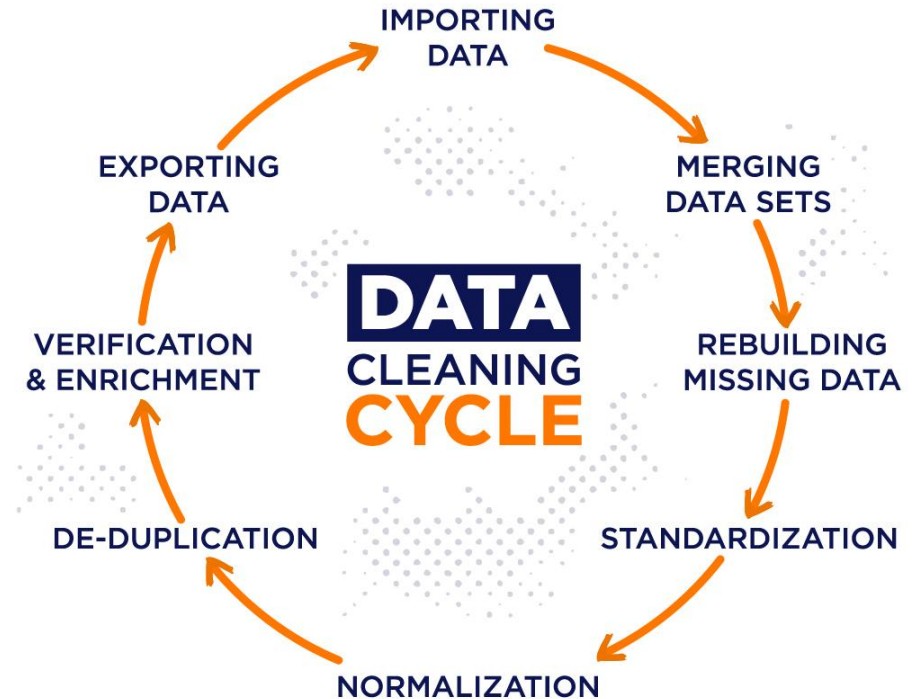 IMPORTING
DATA
MERGING
DATA SETS
REBUILDING
MISSING DATA
STANDARDIZATION
NORMALIZATION
DE-DUPLICATION
VERIFICATION
& ENRICHMENT
EXPORTING
DATA
DATA
CLEANING
CYCLE